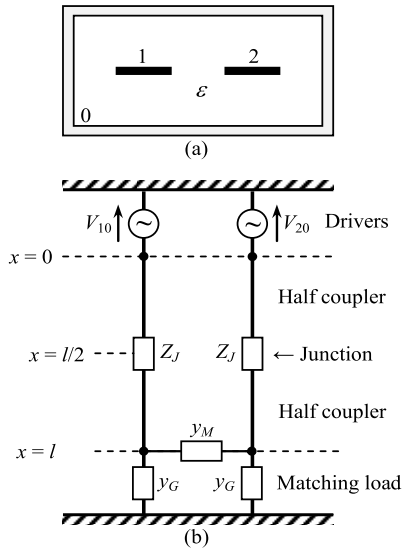 1 2
ε
0
(a)
V10 V20 Drivers
x = 0
Half coupler
x = l/2 ZJ ZJ ← Junction
Half coupler
yM
x = l
yG yG Matching load
(b)